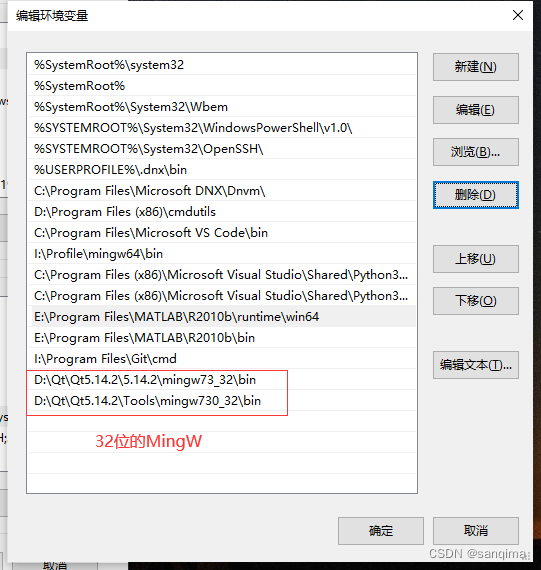 编辑环境变量
%SystemRoot%\system32
%SystemRoot%
%SystemRoot%\System32\Wbem
%SYSTEMROOT%\System32\WindowsPowerShell\v1.0\
%SYSTEMROOT%\System32\OpenSSH\
%USERPROFILE%\.dnx\bin
C:\Program Files\Microsoft DNX\Dnvm\
D:\Program Files (x86)\cmdutils
C:\Program Files\Microsoft VS Code\bin
I:\Profile\mingw64\bin
C:\Program Files (x86)\Microsoft Visual Studio\Shared\Python3...
C:\Program Files (x86)\Microsoft Visual Studio\Shared\Python3...
E:\Program Files\MATLAB\R2010b\runtime\win64
E:\Program Files\MATLAB\R2010b\bin
I:\Program Files\Git\cmd
D:\Qt\Qt5.14.2\5.14.2\mingw73_32\bin
D:\Qt\Qt5.14.2\Tools\mingw730_32\bin
32位的MingW
新建(N)
编辑(E)
浏览(B)...
删除(D)
上移(U)
下移(O)
编辑文本(T)...
确定
取消
CSDN @sanqima
取消